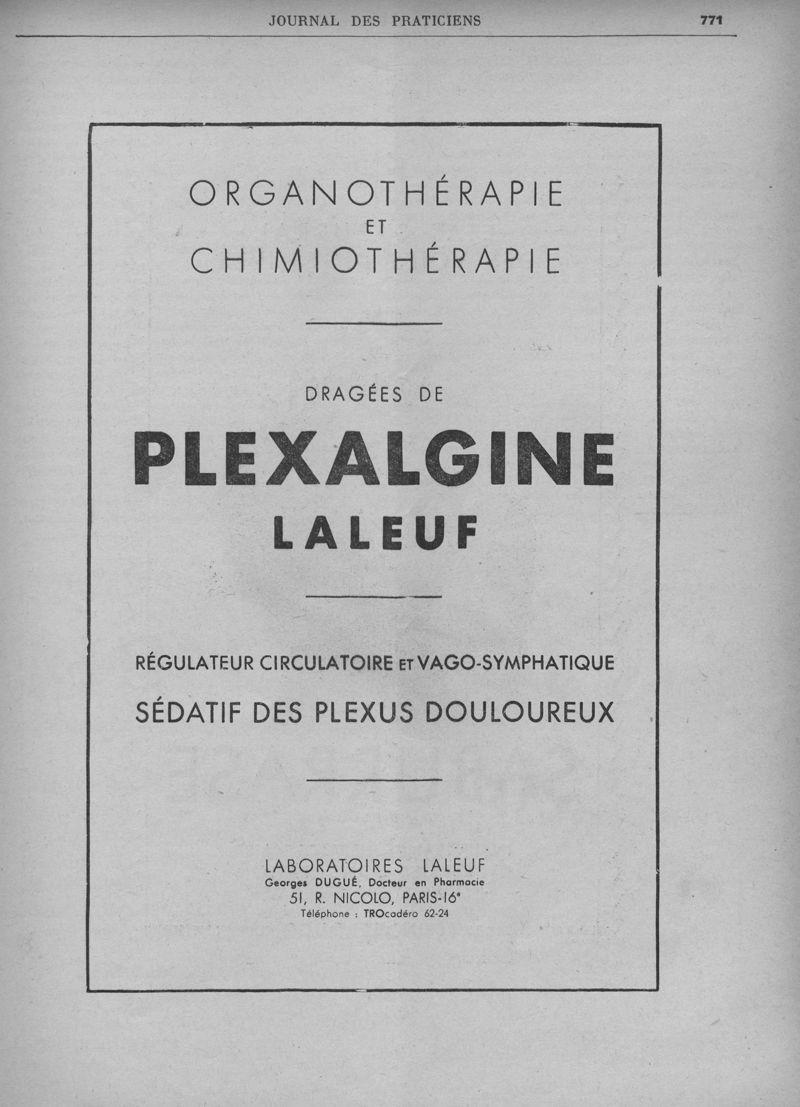 JOURNAL DES PRATICIENS 771
ORGANOTHÉRAPIE
ET
CHIMIOTHÉRAPIE
DRAGÉES DE
PLEXALGINE
LALEUF
RÉGULATEUR CIRCULATOIRE ET VAGO-SYMPHATIQUE
SÉDATIF DES PLEXUS DOULOUREUX
LABORATOIRES LALEUF
Georges DUGUÉ, Docteur en Pharmacie
51, R. NICOLO, PARIS-16e
Téléphone : TROcadéro 62-24